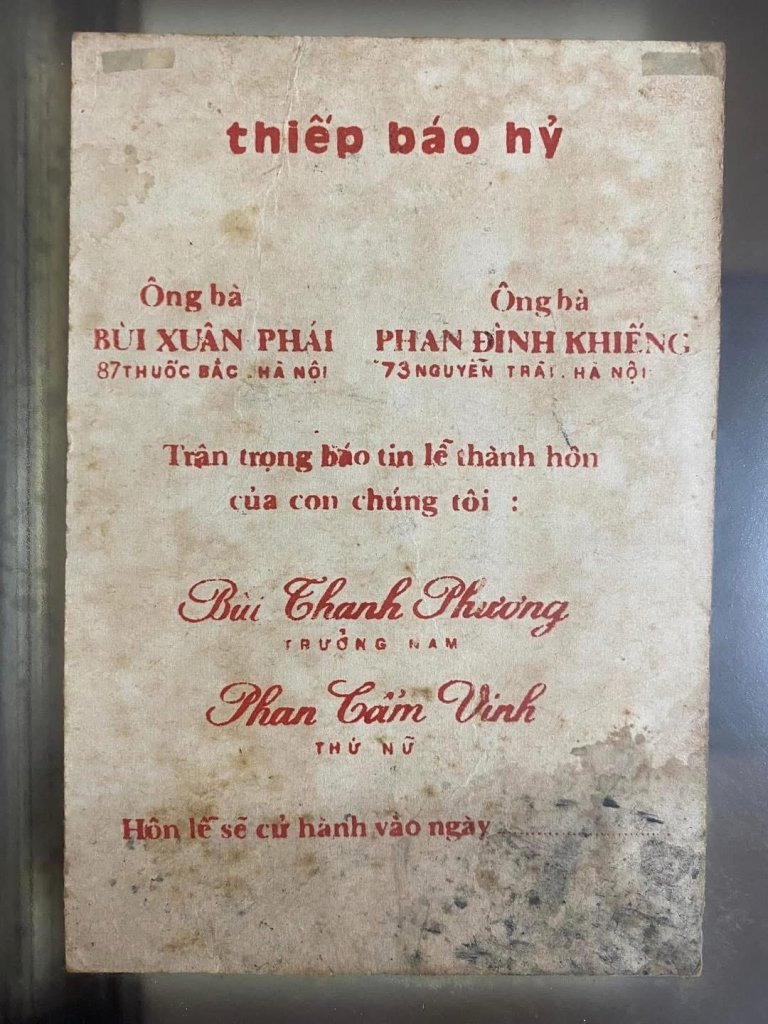 thiếp báo hỷ
Ông bà
BÙI XUÂN PHÁI
87 THUỐC BẮC . HÀ NỘI
Ông bà
PHAN ĐÌNH KHIẾNG
73 NGUYỄN TRÃI . HÀ NỘI
Trân trọng báo tin lễ thành hôn
của con chúng tôi :
Bùi Thanh Phương
TRƯỞNG NAM
Phan Cẩm Vinh
THỨ NỮ
Hôn lễ sẽ cử hành vào ngày ........................